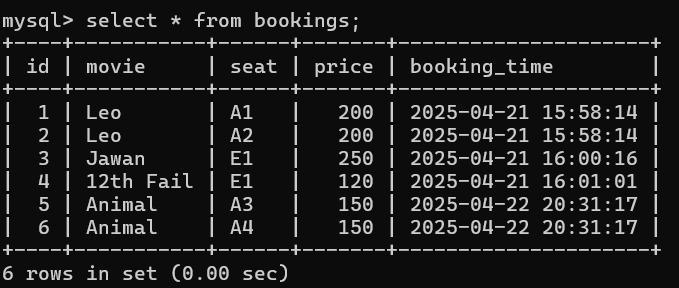 mysql> select * from bookings;
+----+-----------+------+-------+---------------------+
| id | movie     | seat | price | booking_time        |
+----+-----------+------+-------+---------------------+
|  1 | Leo       | A1   |   200 | 2025-04-21 15:58:14 |
|  2 | Leo       | A2   |   200 | 2025-04-21 15:58:14 |
|  3 | Jawan     | E1   |   250 | 2025-04-21 16:00:16 |
|  4 | 12th Fail | E1   |   120 | 2025-04-21 16:01:01 |
|  5 | Animal    | A3   |   150 | 2025-04-22 20:31:17 |
|  6 | Animal    | A4   |   150 | 2025-04-22 20:31:17 |
+----+-----------+------+-------+---------------------+
6 rows in set (0.00 sec)